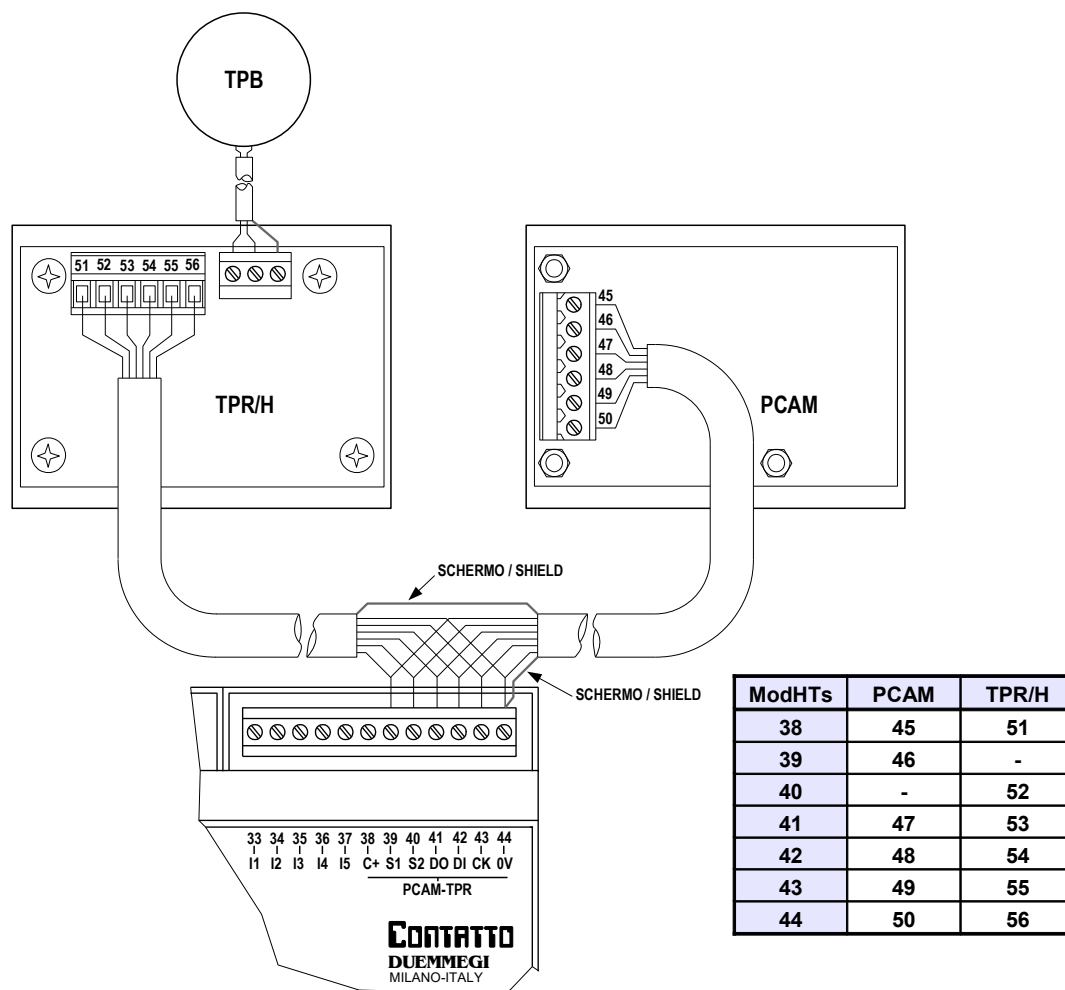 TPB
51 52 53 54 55 56
TPR/H
45
46
47
48
49
50
PCAM
SCHERMO / SHIELD
SCHERMO / SHIELD
33 34 35 36 37 38 39 40 41 42 43 44
I1 I2 I3 I4 I5 C+ S1 S2 DO DI CK 0V
PCAM-TPR
CONTATTO
DUEMMEGI
MILANO-ITALY
ModHTs PCAM TPR/H
38 45 51
39 46 -
40 - 52
41 47 53
42 48 54
43 49 55
44 50 56